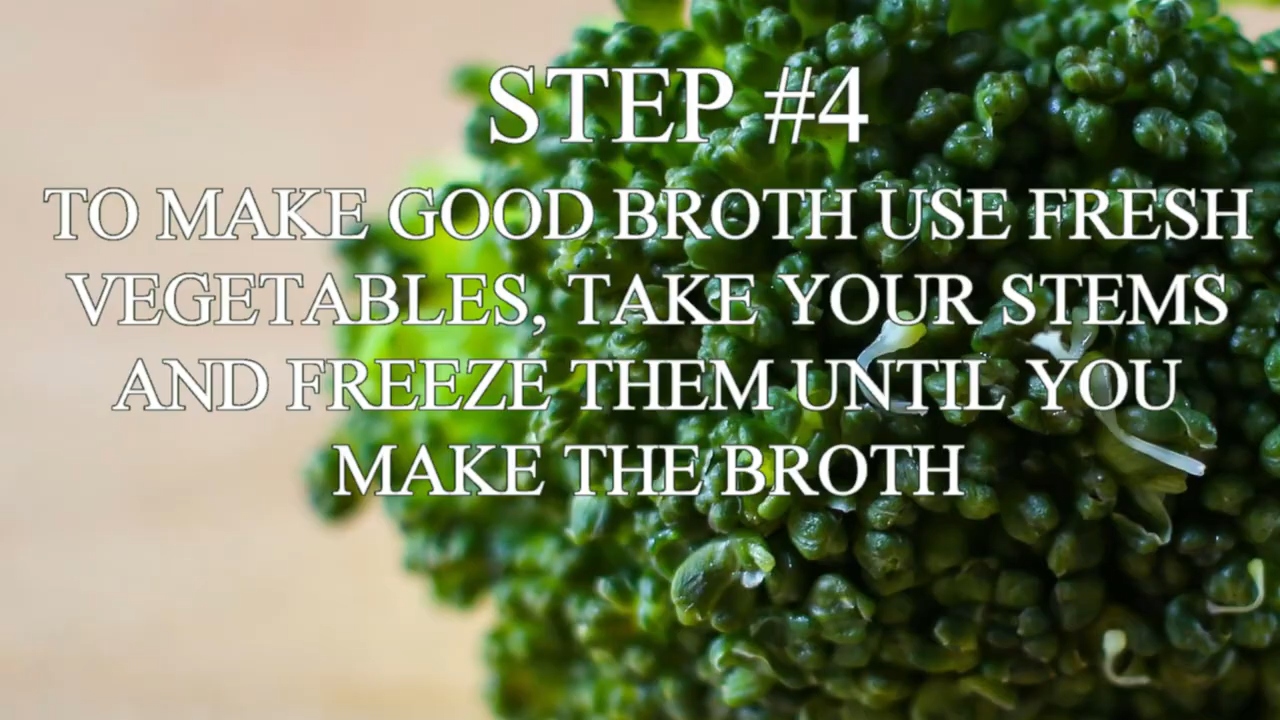 STEP #4
TO MAKE GOOD BROTH USE FRESH
VEGETABLES, TAKE YOUR STEMS
AND FREEZE THEM UNTIL YOU
MAKE THE BROTH